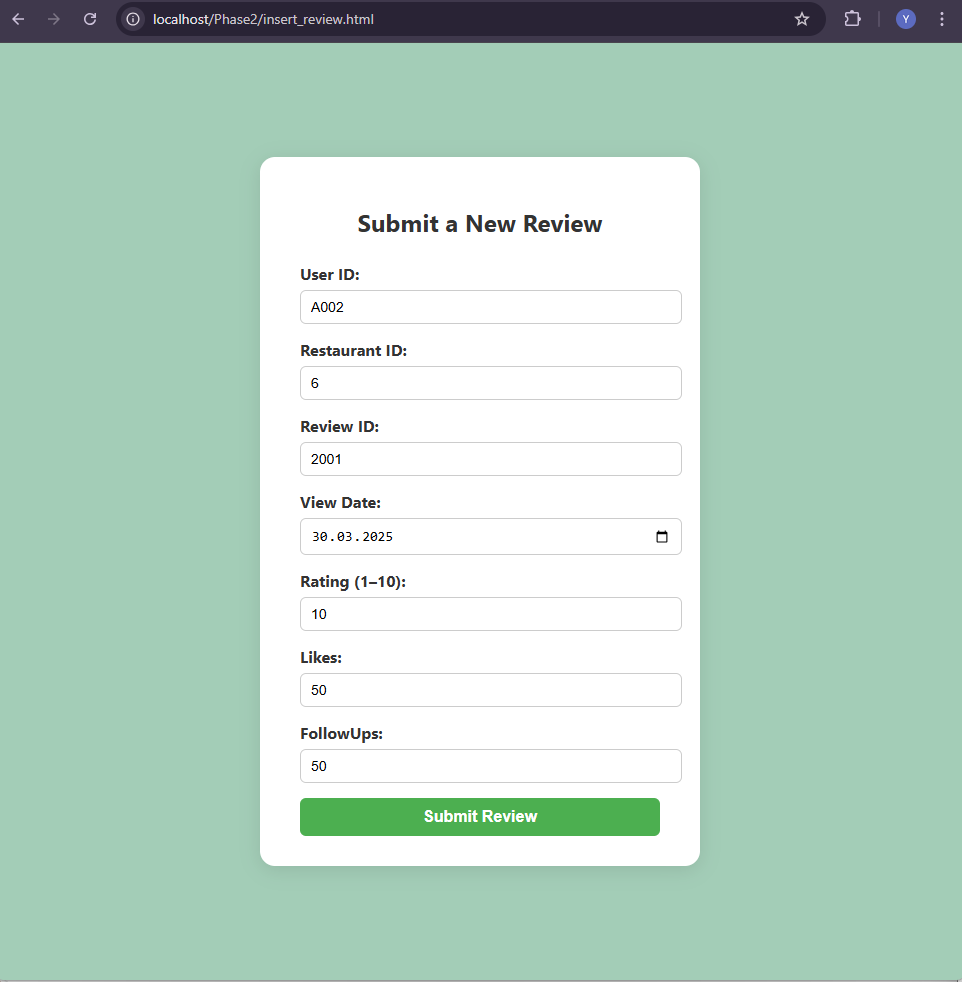 localhost/Phase2/insert_review.html
Y
Submit a New Review
User ID:
A002
Restaurant ID:
6
Review ID:
2001
View Date:
30.03.2025
Rating (1–10):
10
Likes:
50
FollowUps:
50
Submit Review